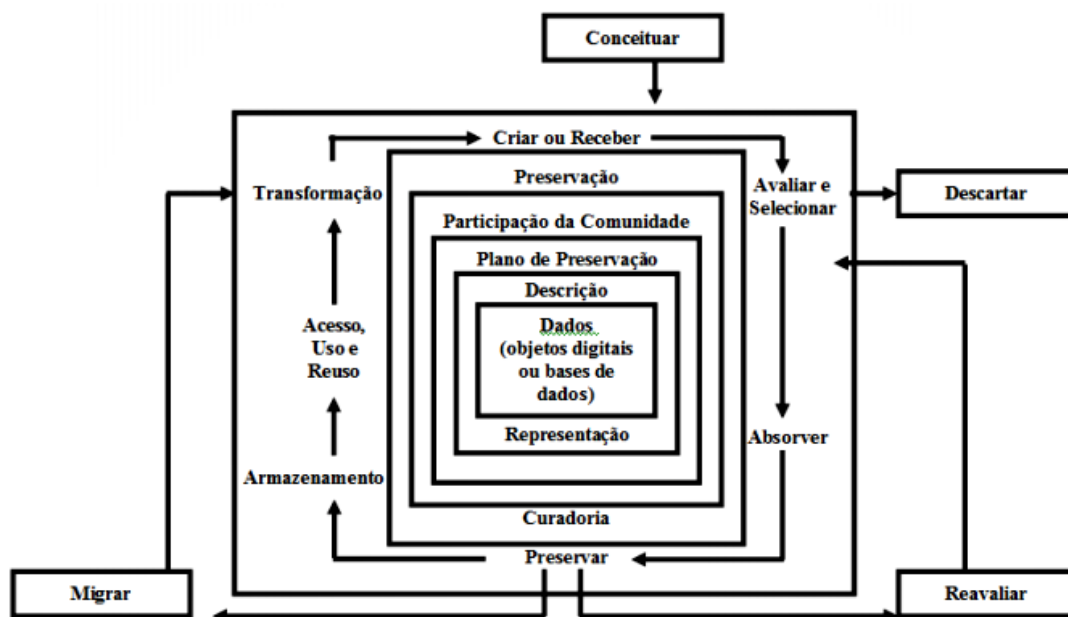 Conceituar
Criar ou Receber
Preservação
Transformação
Avaliar e
Selecionar
Descartar
Participação da Comunidade
Plano de Preservação
Descrição
Dados
(objetos digitais
ou bases de
dados)
Acesso,
Uso e
Reuso
Representação
Absorver
Armazenamento
Curadoria
Preservar
Migrar
Reavaliar